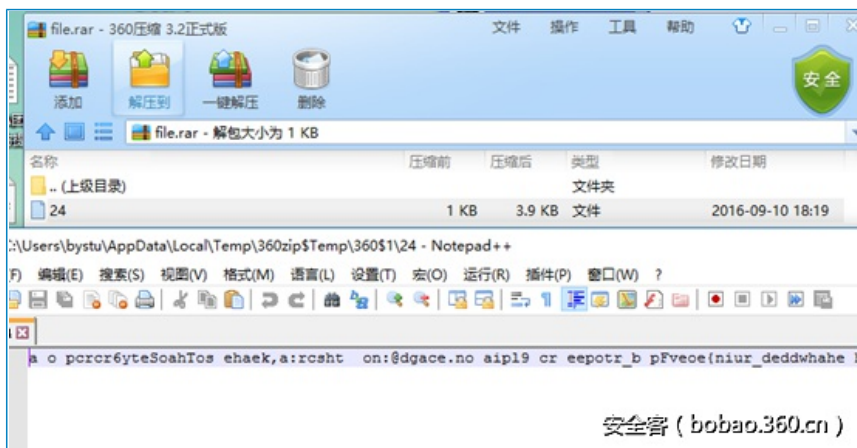 file.rar - 360压缩 3.2正式版 文件 操作 工具 帮助
添加 解压到 一键解压 删除 安全
file.rar - 解包大小为 1 KB
名称 压缩前 压缩后 类型 修改日期
.. (上级目录) 文件夹
24 1 KB 3.9 KB 文件 2016-09-10 18:19
:\Users\bystu\AppData\Local\Temp\360zip$Temp\360$1\24 - Notepad++
F) 编辑(E) 搜索(S) 视图(V) 格式(M) 语言(L) 设置(T) 宏(O) 运行(R) 插件(P) 窗口(W) ?
a o pcrcr6yteSoahTos ehaek,a:rcsht on:@dgace.no aipl9 cr eepotr_b pFveoe{niur_deddwhahe
安全客 ( bobao.360.cn )